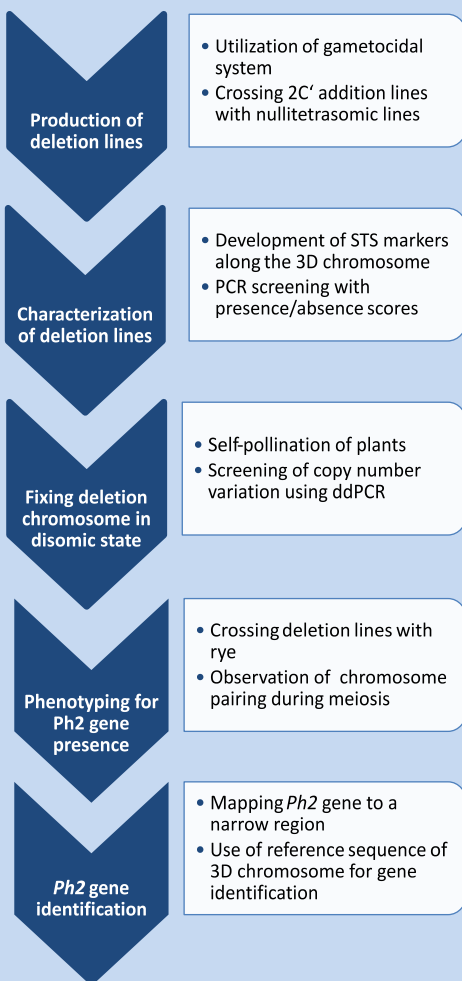 Production of
deletion lines
• Utilization of gametocidal
system
• Crossing 2C‘ addition lines
with nullitetrasomic lines
Characterization
of deletion lines
• Development of STS markers
along the 3D chromosome
• PCR screening with
presence/absence scores
Fixing deletion
chromosome in
disomic state
• Self-pollination of plants
• Screening of copy number
variation using ddPCR
Phenotyping for
Ph2 gene
presence
• Crossing deletion lines with
rye
• Observation of chromosome
pairing during meiosis
Ph2 gene
identification
• Mapping Ph2 gene to a
narrow region
• Use of reference sequence of
3D chromosome for gene
identification